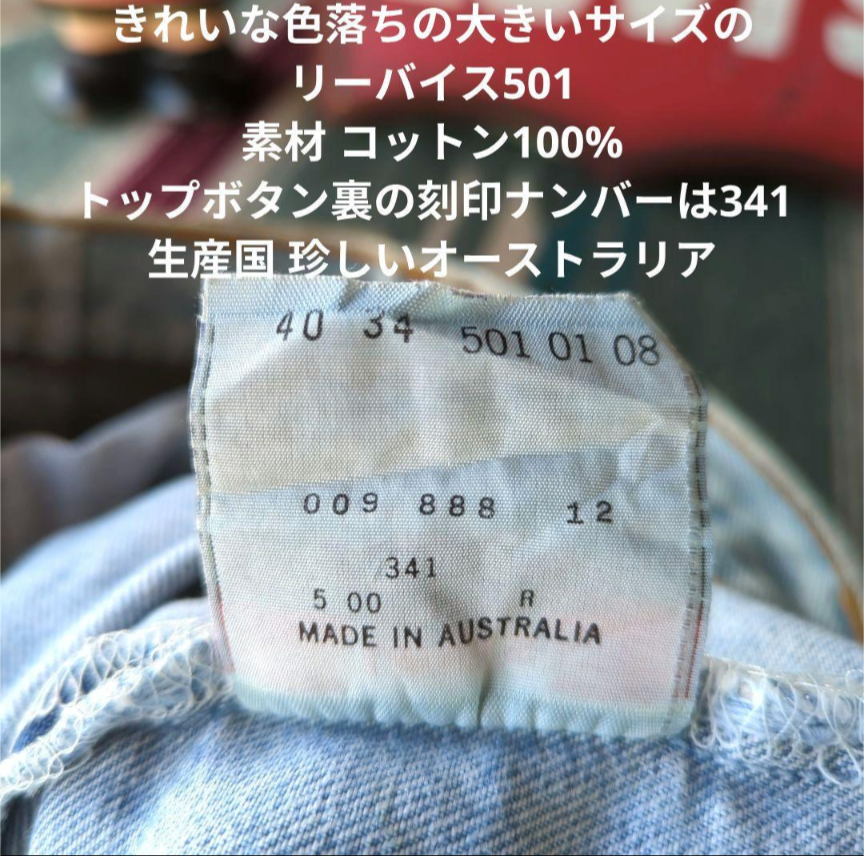 きれいな色落ちの大きいサイズの
リーバイス501
素材 コットン100%
トップボタン裏の刻印ナンバーは341
生産国 珍しいオーストラリア
40 34 501 01 08
009 888 12
341
5 00 R
MADE IN AUSTRALIA